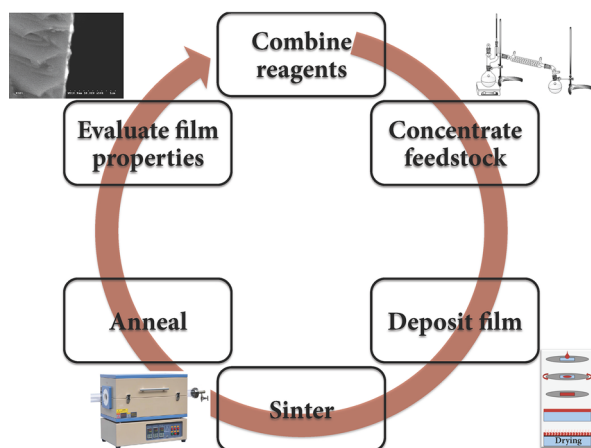 Combine
reagents
Concentrate
feedstock
Deposit film
Drying
Sinter
Anneal
Evaluate film
properties